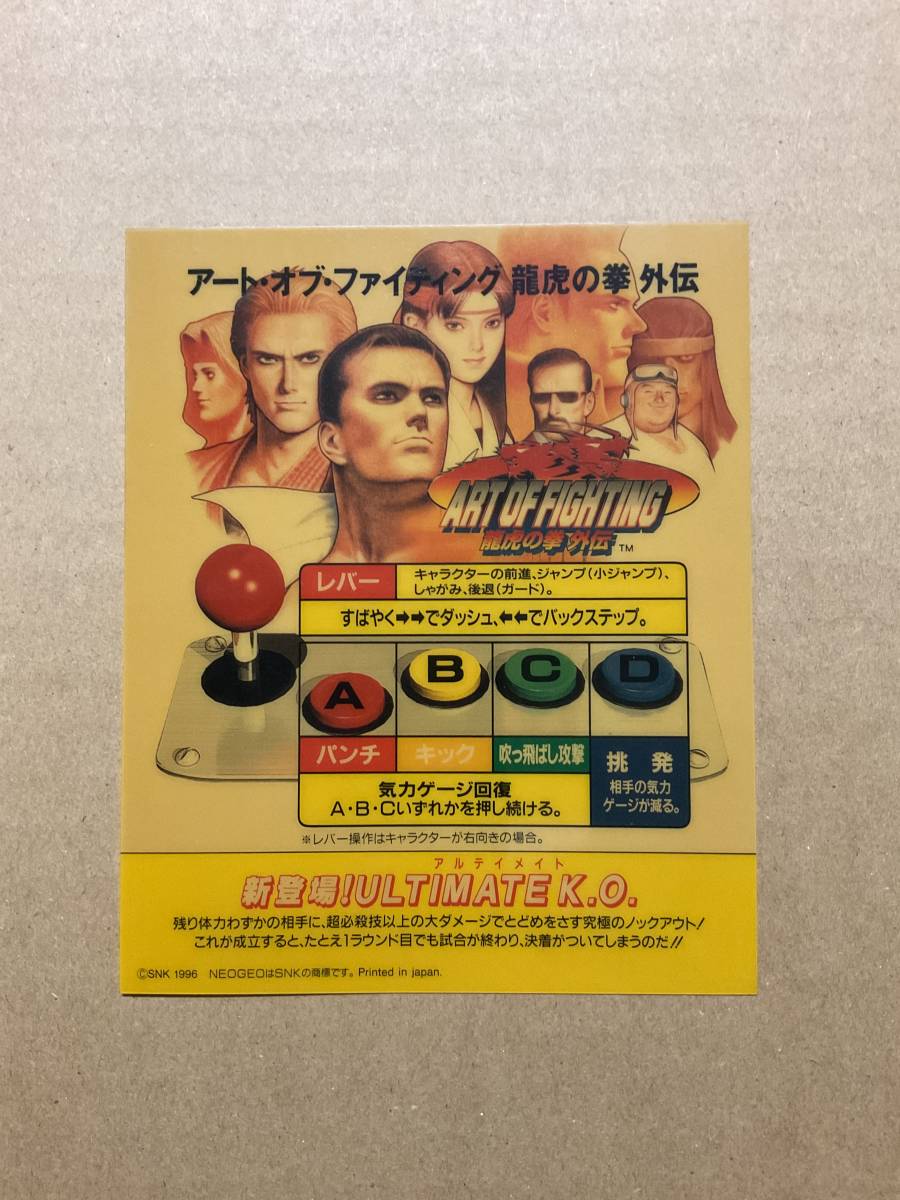 アート・オブ・ファイティング 龍虎の拳 外伝
ART OF FIGHTING
龍虎の拳 外伝 TM
レバー
キャラクターの前進、ジャンプ(小ジャンプ)、
しゃがみ、後退(ガード)。
すばやく➡➡でダッシュ、⬅⬅でバックステップ。
A B C D
パンチ キック 吹っ飛ばし攻撃
挑発
相手の気力
ゲージが減る。
気力ゲージ回復
A・B・Cいずれかを押し続ける。
※レバー操作はキャラクターが右向きの場合。
アルテイメイト
新登場!ULTIMATE K.O.
残り体力わずかの相手に、超必殺技以上の大ダメージでとどめをさす究極のノックアウト!
これが成立すると、たとえ1ラウンド目でも試合が終わり、決着がついてしまうのだ!!
©SNK 1996 NEOGEOはSNKの商標です。Printed in japan.